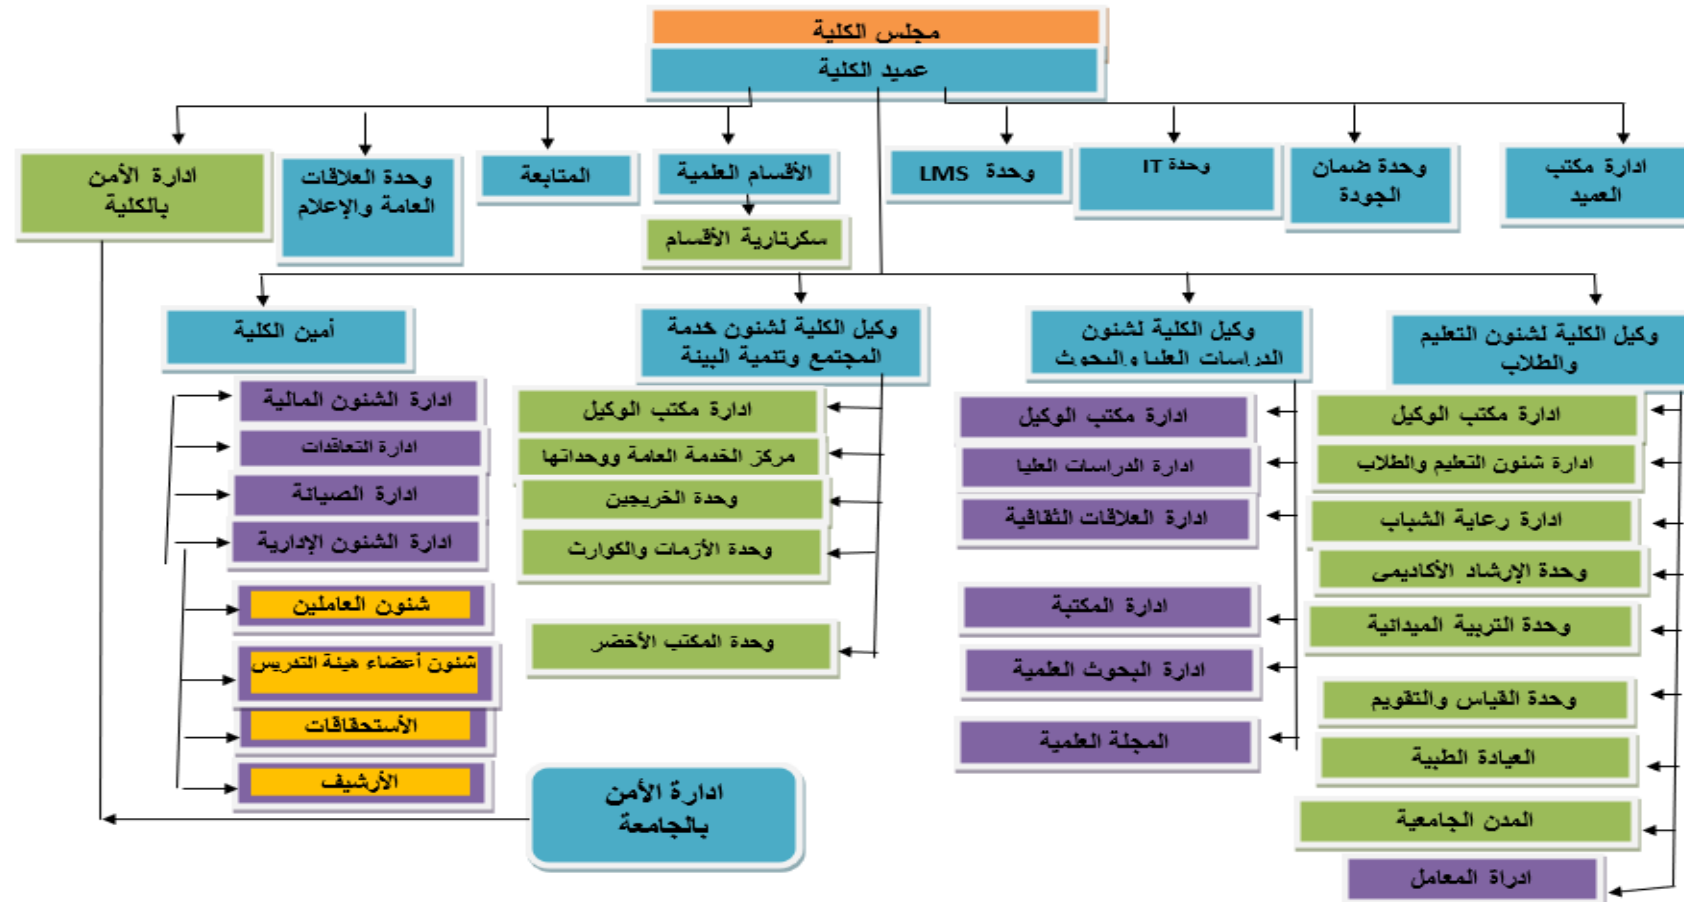 مجلس الكلية
عميد الكلية
ادارة مكتب
العميد
وحدة ضمان
الجودة
وحدة IT
وحدة LMS
الأقسام العلمية
المتابعة
وحدة العلاقات
العامة والإعلام
ادارة الأمن
بالكلية
سكرتارية الأقسام
وكيل الكلية لشئون التعليم
والطلاب
وكيل الكلية لشئون
الدراسات العليا والبحوث
وكيل الكلية لشئون خدمة
المجتمع وتنمية البيئة
أمين الكلية
ادارة مكتب الوكيل
ادارة شئون التعليم والطلاب
ادارة رعاية الشباب
وحدة الإرشاد الأكاديمى
وحدة التربية الميدانية
وحدة القياس والتقويم
العيادة الطبية
المدن الجامعية
ادراة المعامل
ادارة مكتب الوكيل
ادارة الدراسات العليا
ادارة العلاقات الثقافية
ادارة المكتبة
ادارة البحوث العلمية
المجلة العلمية
ادارة مكتب الوكيل
مركز الخدمة العامة ووحداتها
وحدة الخريجين
وحدة الأزمات والكوارث
وحدة المكتب الأخضر
ادارة الشئون المالية
ادارة التعاقدات
ادارة الصيانة
ادارة الشئون الإدارية
شئون العاملين
شئون أعضاء هيئة التدريس
الأستحقاقات
الأرشيف
ادارة الأمن
بالجامعة